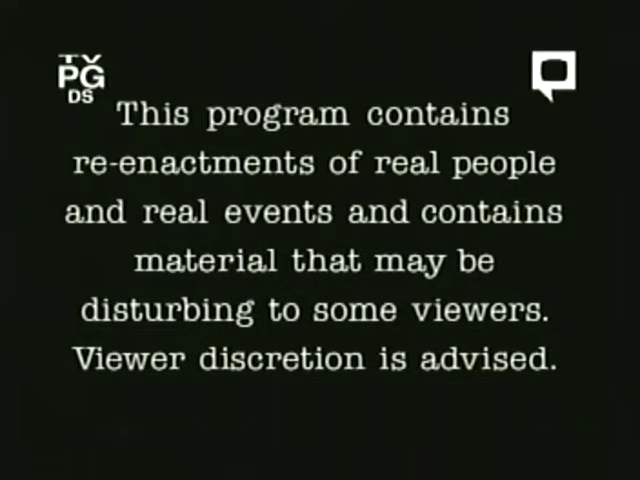 TV
PG
DS
This program contains
re-enactments of real people
and real events and contains
material that may be
disturbing to some viewers.
Viewer discretion is advised.